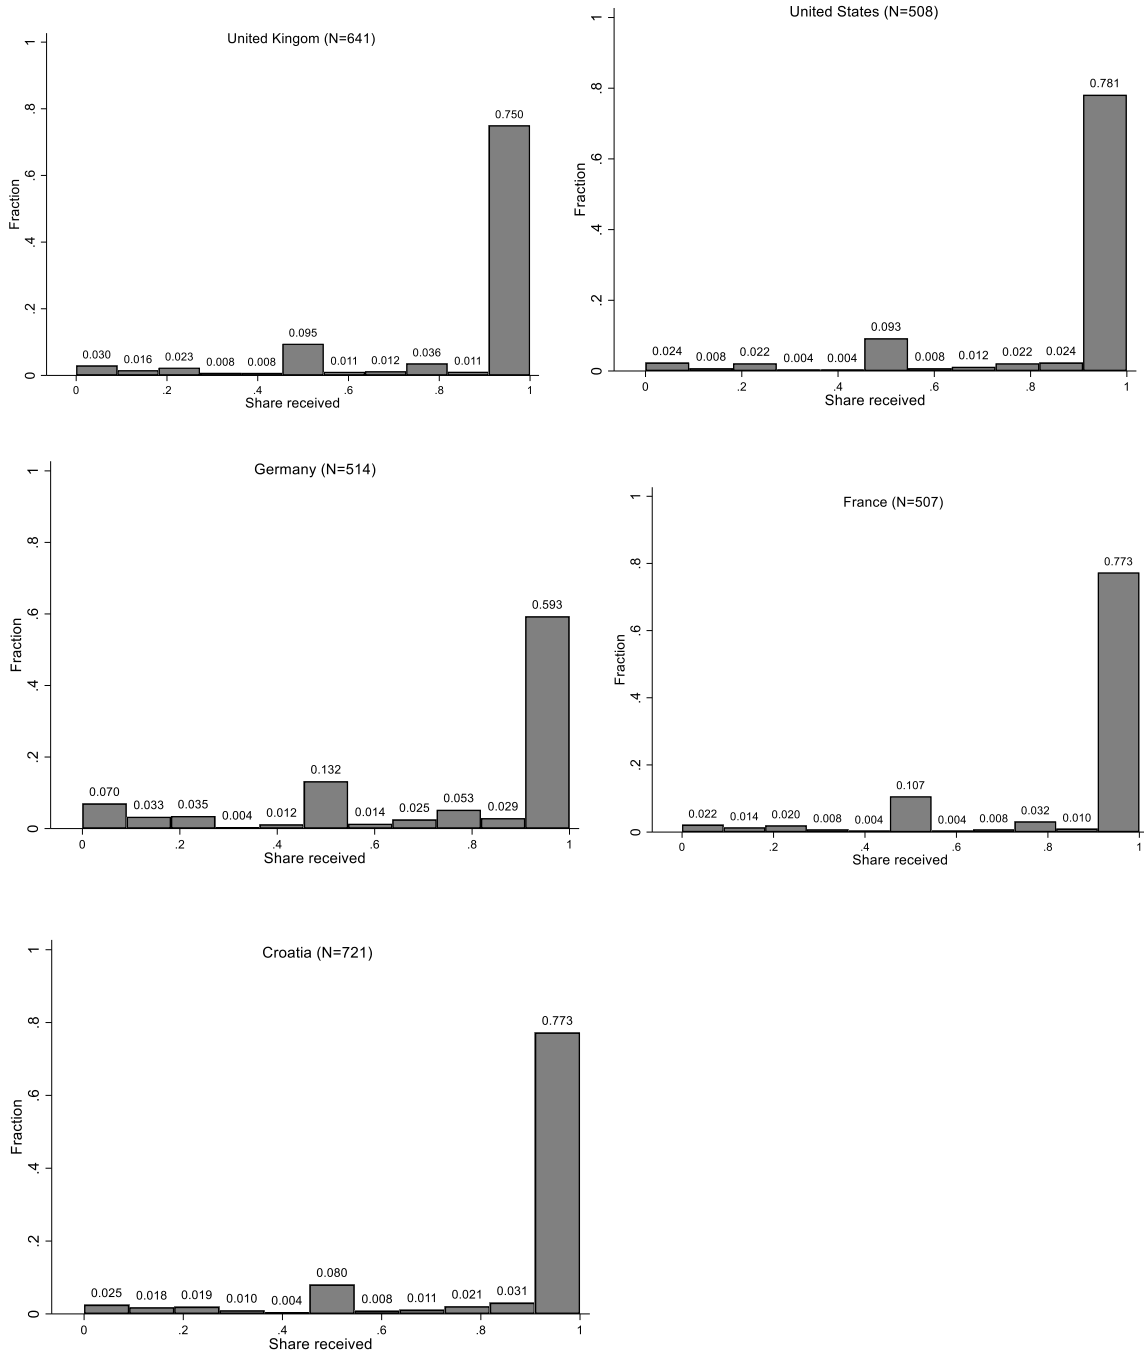 United Kingom (N=641)
Fraction
1
.8
.6
.4
.2
0
0.030 0.016 0.023 0.008 0.008 0.095 0.011 0.012 0.036 0.011 0.750
0 .2 .4 .6 .8 1
Share received
United States (N=508)
Fraction
1
.8
.6
.4
.2
0
0.024 0.008 0.022 0.004 0.004 0.093 0.008 0.012 0.022 0.024 0.781
0 .2 .4 .6 .8 1
Share received
Germany (N=514)
Fraction
1
.8
.6
.4
.2
0
0.070 0.033 0.035 0.004 0.012 0.132 0.014 0.025 0.053 0.029 0.593
0 .2 .4 .6 .8 1
Share received
France (N=507)
Fraction
1
.8
.6
.4
.2
0
0.022 0.014 0.020 0.008 0.004 0.107 0.004 0.008 0.032 0.010 0.773
0 .2 .4 .6 .8 1
Share received
Croatia (N=721)
Fraction
1
.8
.6
.4
.2
0
0.025 0.018 0.019 0.010 0.004 0.080 0.008 0.011 0.021 0.031 0.773
0 .2 .4 .6 .8 1
Share received